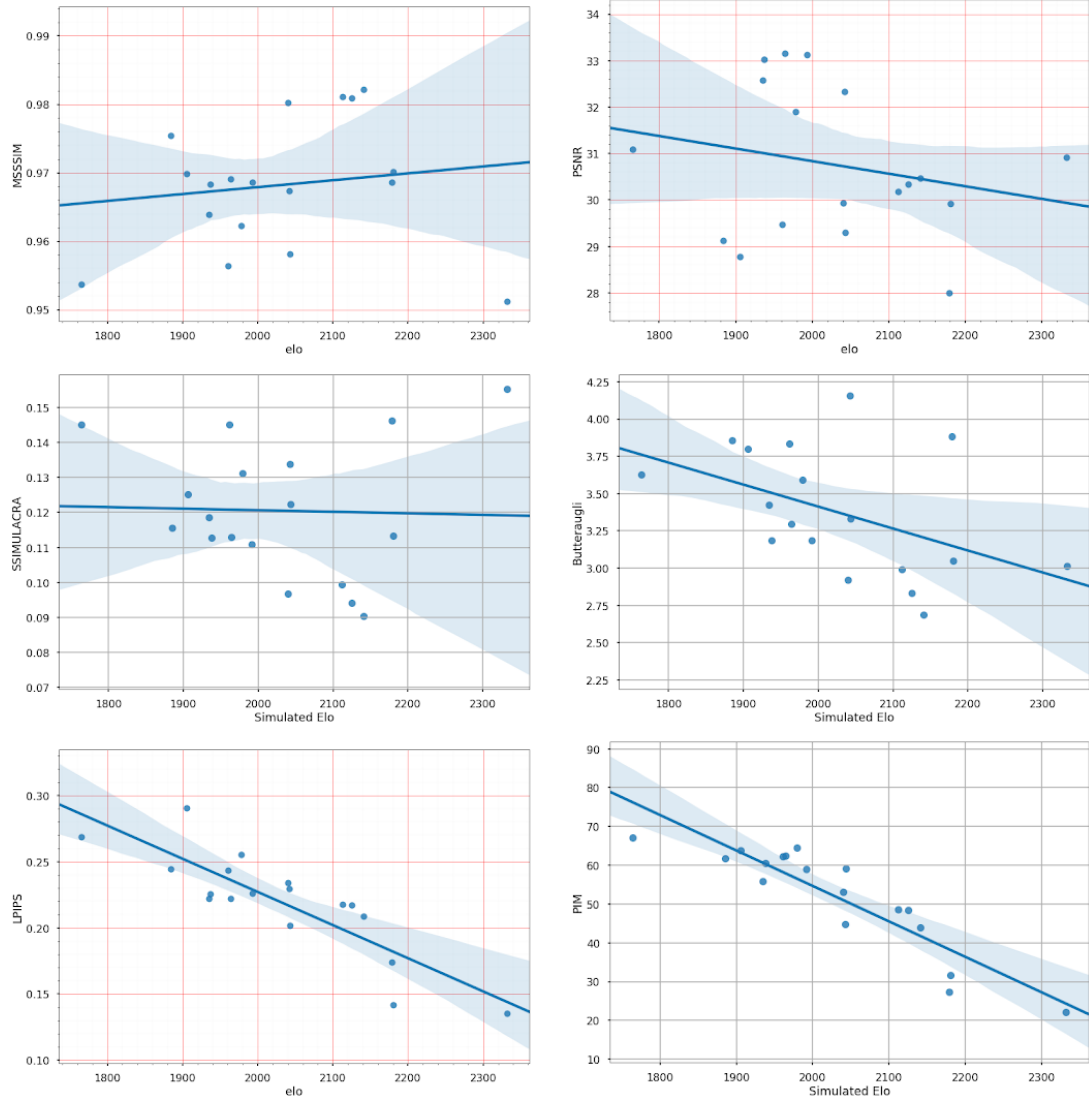 MSSIM
0.99
0.98
0.97
0.96
0.95
1800 1900 2000 2100 2200 2300
elo
PSNR
34
33
32
31
30
29
28
1800 1900 2000 2100 2200 2300
elo
SSIMULACRA
0.15
0.14
0.13
0.12
0.11
0.10
0.09
0.08
0.07
1800 1900 2000 2100 2200 2300
Simulated Elo
Butteraugli
4.25
4.00
3.75
3.50
3.25
3.00
2.75
2.50
2.25
1800 1900 2000 2100 2200 2300
Simulated Elo
LPIPS
0.30
0.25
0.20
0.15
0.10
1800 1900 2000 2100 2200 2300
elo
PIM
90
80
70
60
50
40
30
20
10
1800 1900 2000 2100 2200 2300
Simulated Elo